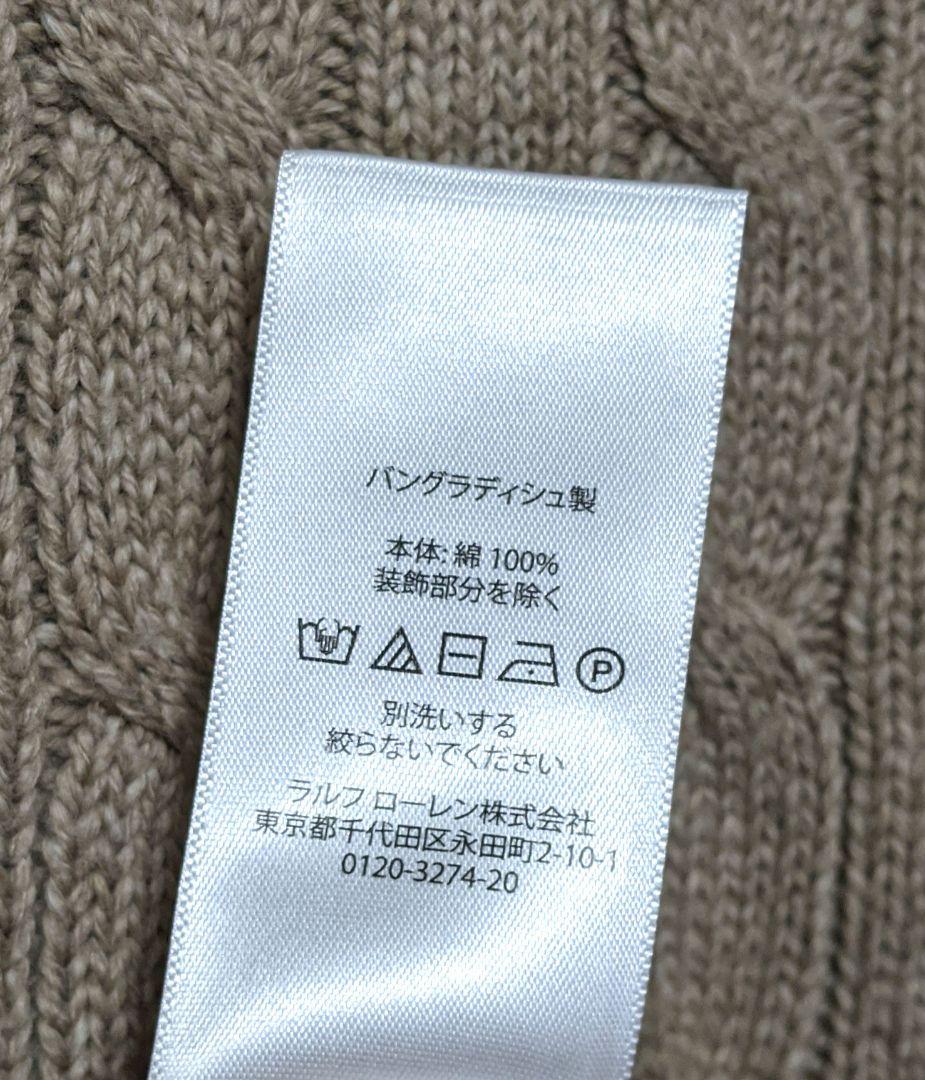 バングラディシュ製
本体: 綿 100%
装飾部分を除く
P
別洗いする
絞らないでください
ラルフ ローレン株式会社
東京都千代田区永田町2-10-1
0120-3274-20